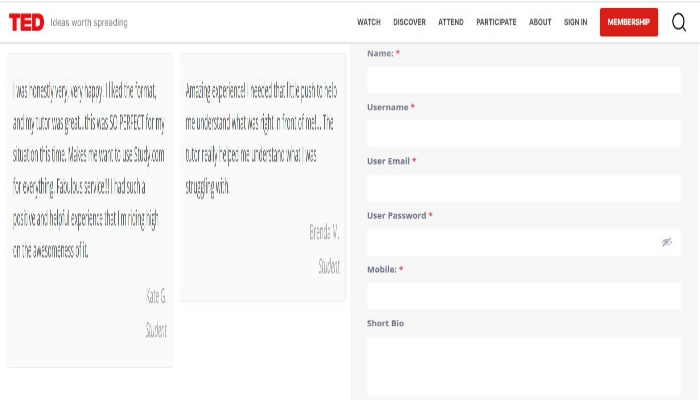 TED Ideas worth spreading
WATCH DISCOVER ATTEND PARTICIPATE ABOUT SIGN IN MEMBERSHIP
I was honestly very, very happy. I liked the format,
and my tutor was great...this was SO PERFECT for my
situation this time. Makes me want to use Study.com
for everything. Fabulous service!!! I had such a
positive and helpful experience that I'm riding high
on the awesomeness of it.
Kate G.
Student
Amazing experience! I needed that little push to help
me understand what was right in front of me!... The
tutor really helped me understand what I was
struggling with.
Brenda M.
Student
Name: *
Username *
User Email *
User Password *
Mobile: *
Short Bio